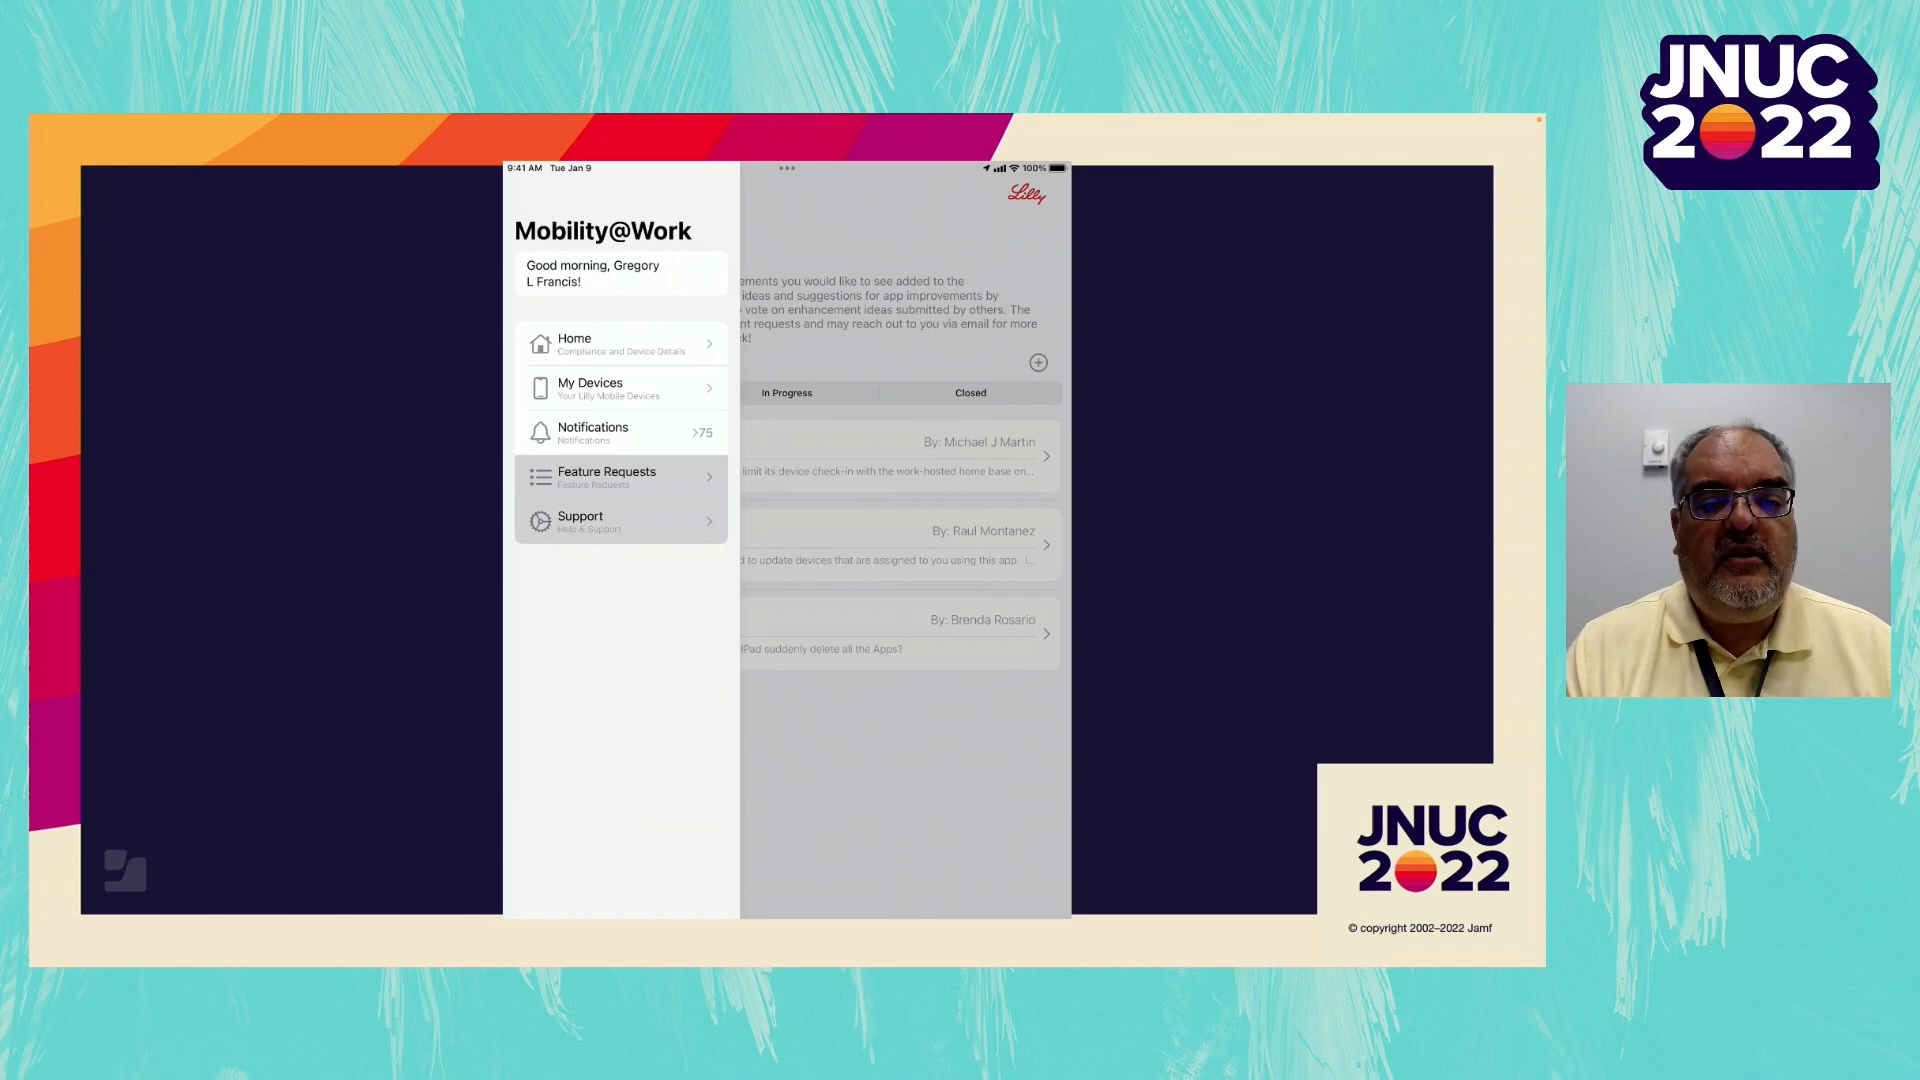 JNUC
2022
9:41 AM Tue Jan 9
100%
Lilly
Mobility@Work
Good morning, Gregory
L Francis!
Home
Compliance and Device Details
My Devices
Your Lilly Mobile Devices
Notifications
Notifications
75
Feature Requests
Feature Requests
Support
Help & Support
ements you would like to see added to the
ideas and suggestions for app improvements by
vote on enhancement ideas submitted by others. The
nt requests and may reach out to you via email for more
k!
In Progress
Closed
By: Michael J Martin
limit its device check-in with the work-hosted home base on...
By: Raul Montanez
d to update devices that are assigned to you using this app. I...
By: Brenda Rosario
IPad suddenly delete all the Apps?
JNUC
2022
© copyright 2002–2022 Jamf